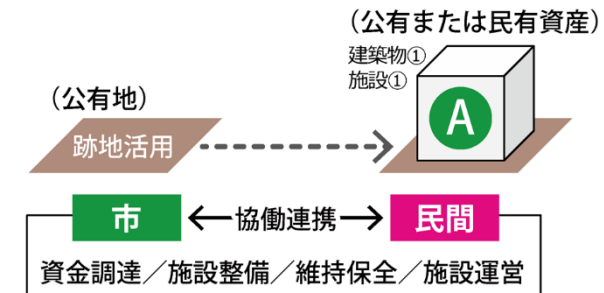 （公有または民有資産）
建築物①
施設①
A
（公有地）
跡地活用
市
協働連携
民間
資金調達／施設整備／維持保全／施設運営